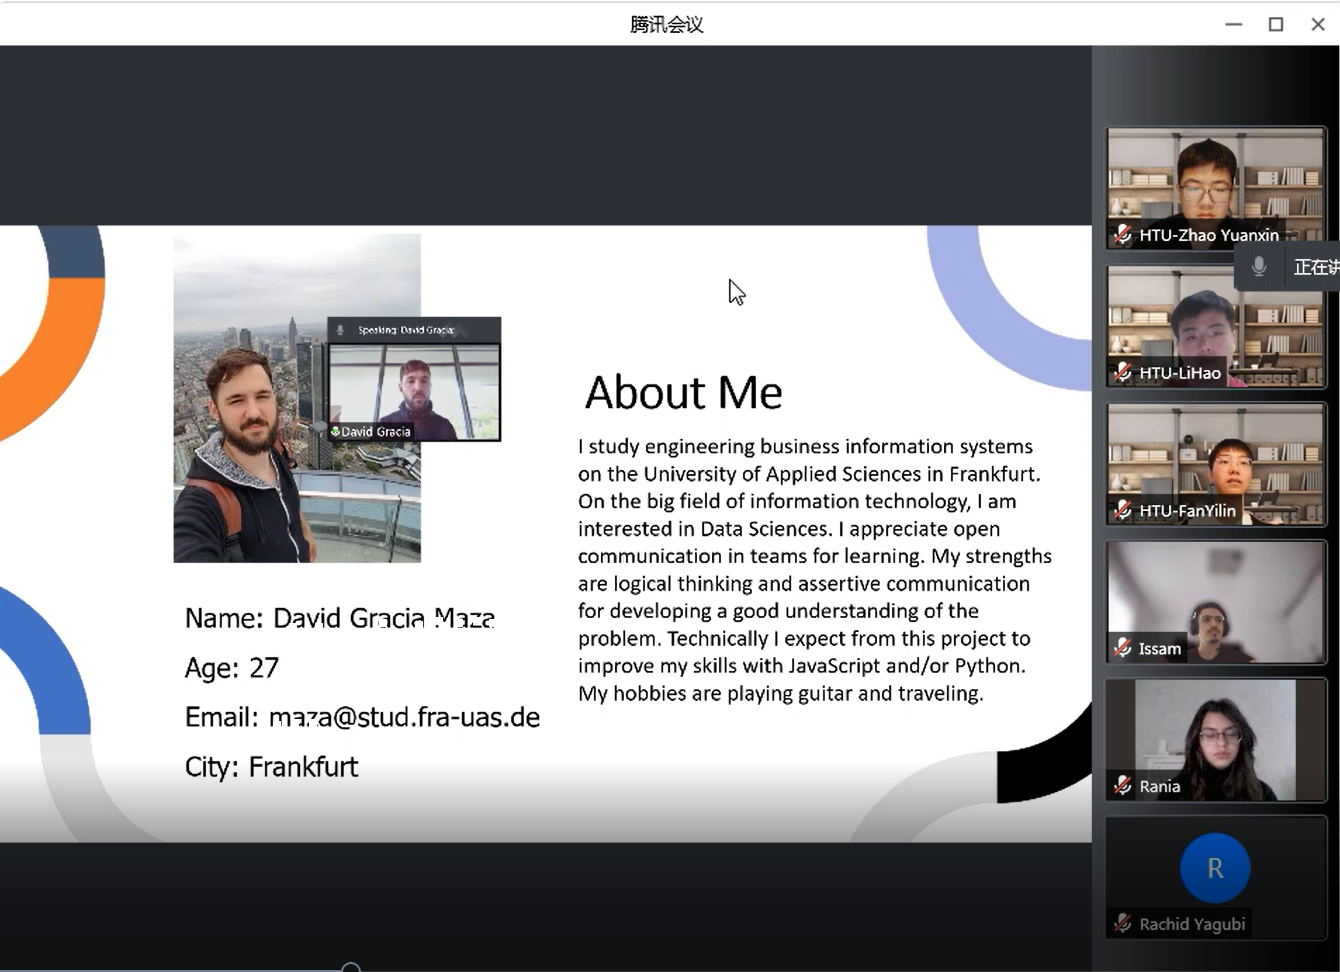 腾讯会议
Speaking: David Gracia;
David Gracia
Name: David Gracia Maza
Age: 27
Email: maza@stud.fra-uas.de
City: Frankfurt
About Me
I study engineering business information systems
on the University of Applied Sciences in Frankfurt.
On the big field of information technology, I am
interested in Data Sciences. I appreciate open
communication in teams for learning. My strengths
are logical thinking and assertive communication
for developing a good understanding of the
problem. Technically I expect from this project to
improve my skills with JavaScript and/or Python.
My hobbies are playing guitar and traveling.
HTU-Zhao Yuanxin
正在讲
HTU-LiHao
HTU-FanYilin
Issam
Rania
R
Rachid Yagubi